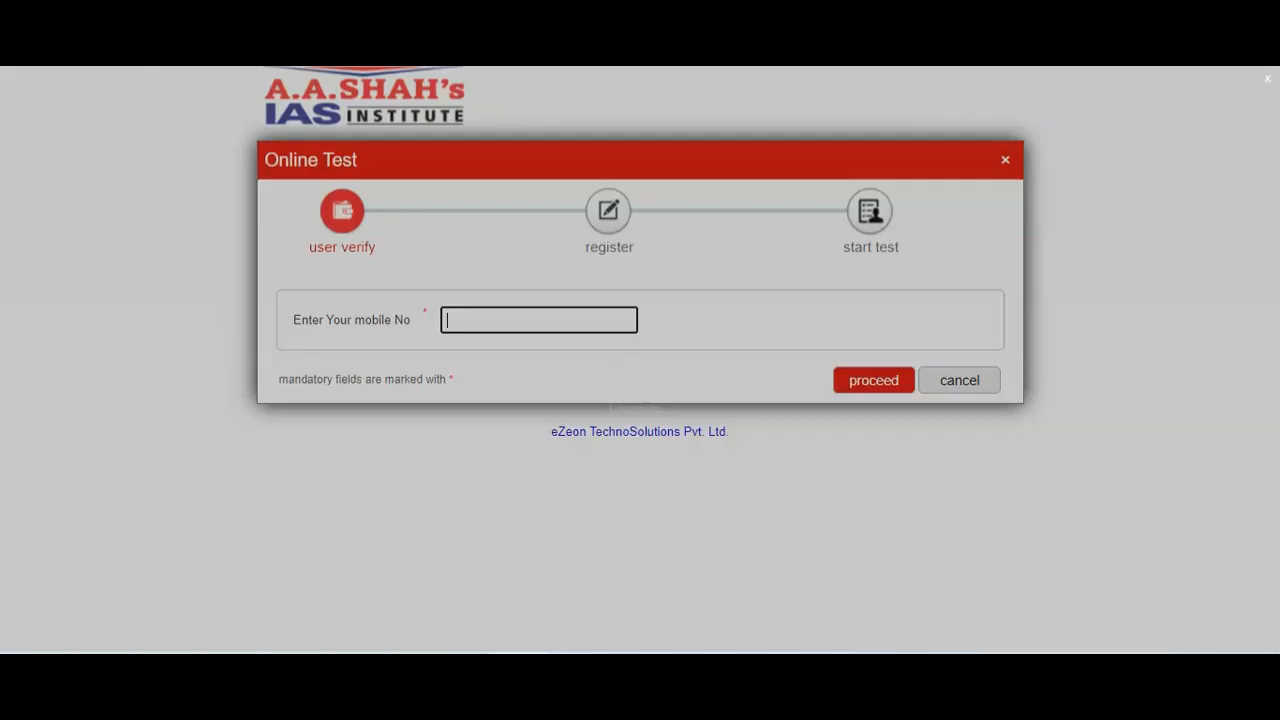 A.A.SHAH's
IAS INSTITUTE
x
Online Test ×
user verify register start test
Enter Your mobile No *
mandatory fields are marked with * proceed cancel
eZeon TechnoSolutions Pvt. Ltd.